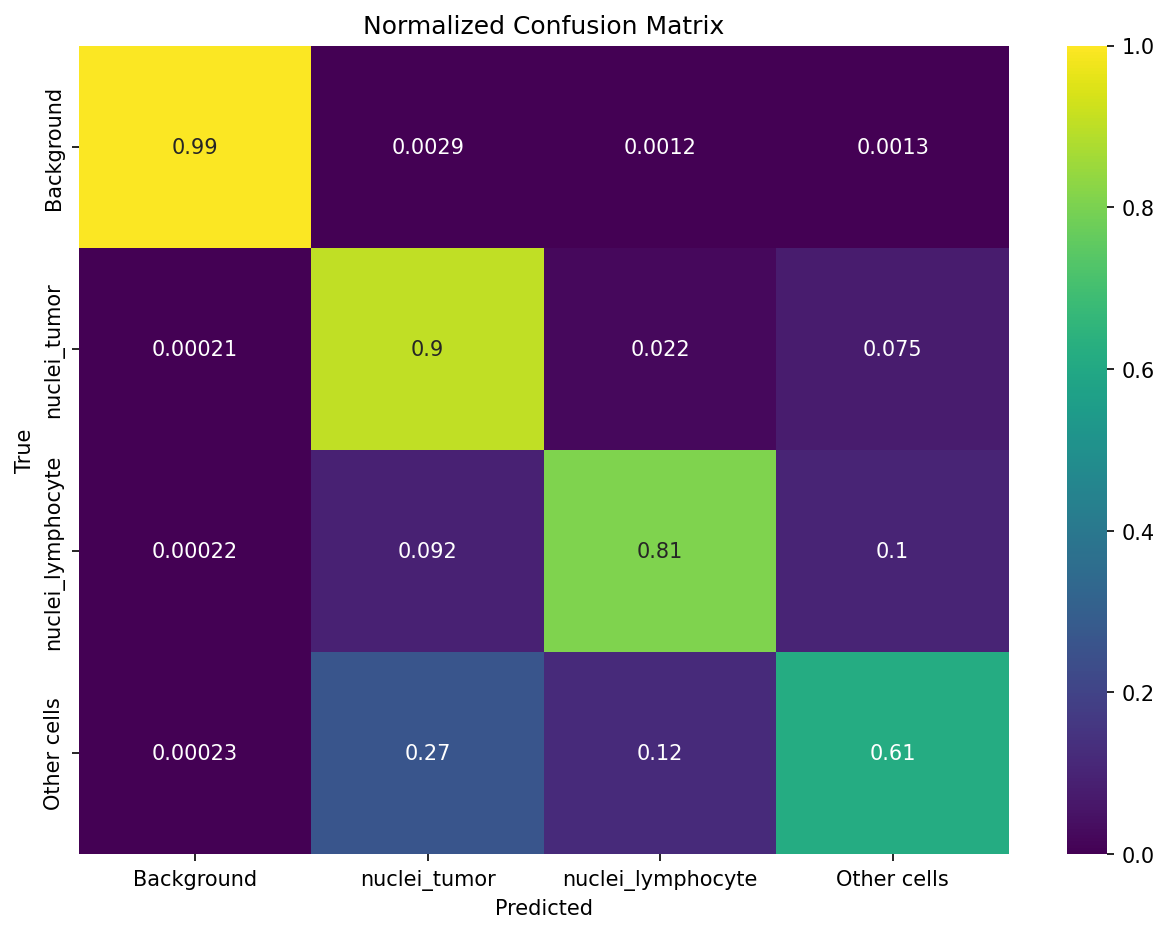 Normalized Confusion Matrix
Background
nuclei_tumor
nuclei_lymphocyte
Other cells
True
0.99 0.0029 0.0012 0.0013
0.00021 0.9 0.022 0.075
0.00022 0.092 0.81 0.1
0.00023 0.27 0.12 0.61
Background nuclei_tumor nuclei_lymphocyte Other cells
Predicted
1.0
0.8
0.6
0.4
0.2
0.0